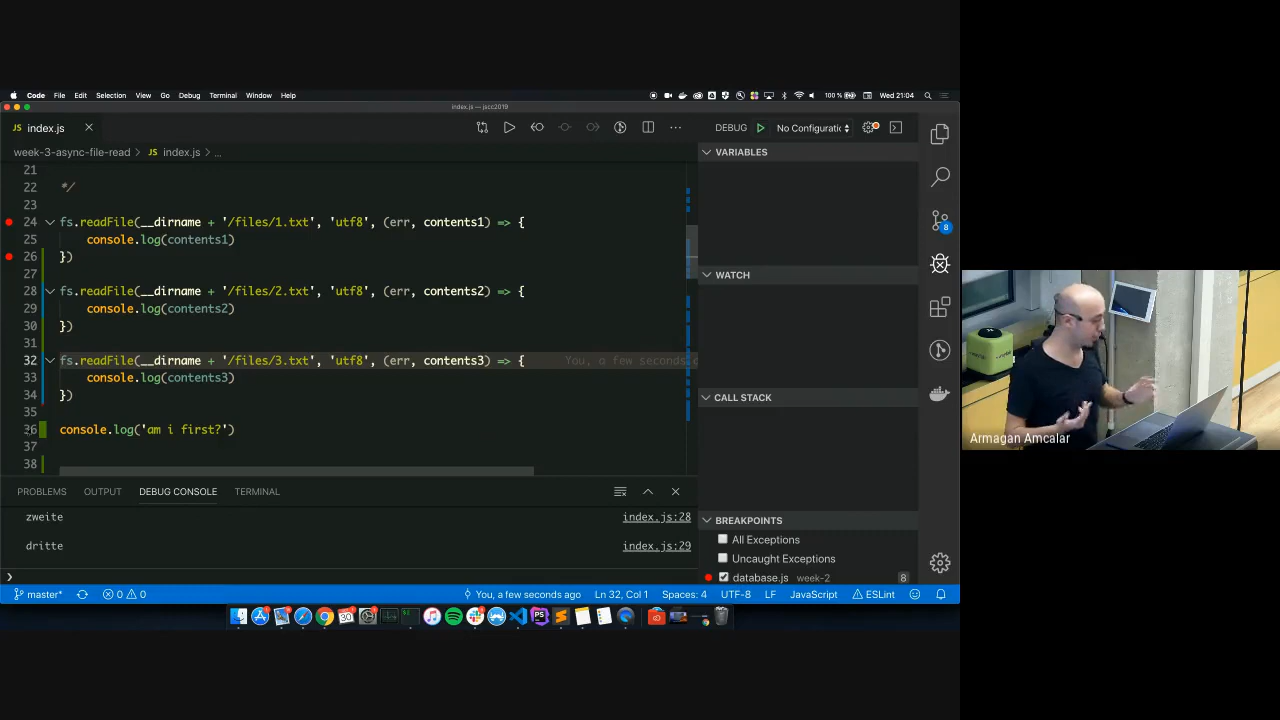 Code File Edit Selection View Go Debug Terminal Window Help 100 % Wed 21:04
index.js — jscc2019
JS index.js
DEBUG No Configurati
week-3-async-file-read JS index.js ...
VARIABLES
21
22 */
23
24 fs.readFile(__dirname + '/files/1.txt', 'utf8', (err, contents1) => {
25 console.log(contents1)
26 })
27
28 fs.readFile(__dirname + '/files/2.txt', 'utf8', (err, contents2) => {
29 console.log(contents2)
30 })
31
32 fs.readFile(__dirname + '/files/3.txt', 'utf8', (err, contents3) => { You, a few seconds
33 console.log(contents3)
34 })
35
36 console.log('am i first?')
37
38
8
WATCH
CALL STACK
BREAKPOINTS
All Exceptions
Uncaught Exceptions
database.js week-2 8
PROBLEMS OUTPUT DEBUG CONSOLE TERMINAL
zweite index.js:28
dritte index.js:29
master* 0 0 You, a few seconds ago Ln 32, Col 1 Spaces: 4 UTF-8 LF JavaScript ESLint
Armagan Amcalar